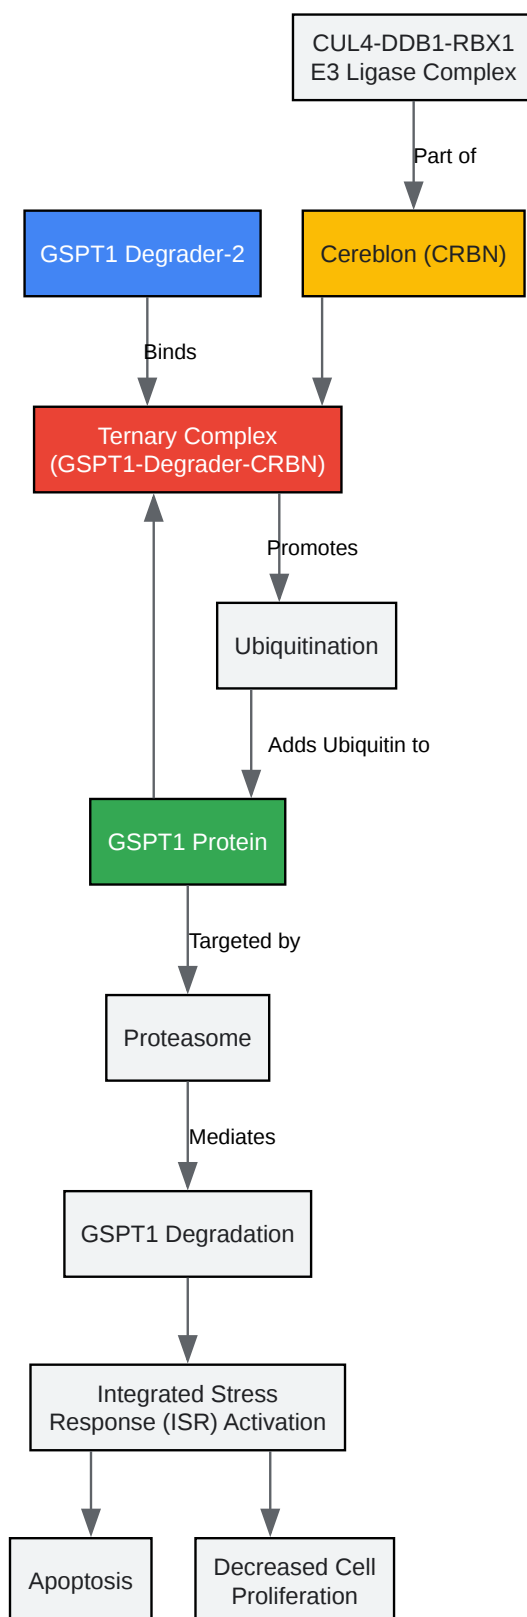 CUL4-DDB1-RBX1
E3 Ligase Complex
Part of
GSPT1 Degrader-2
Cereblon (CRBN)
Binds
Ternary Complex
(GSPT1-Degrader-CRBN)
Promotes
Ubiquitination
Adds Ubiquitin to
GSPT1 Protein
Targeted by
Proteasome
Mediates
GSPT1 Degradation
Integrated Stress
Response (ISR) Activation
Apoptosis
Decreased Cell
Proliferation